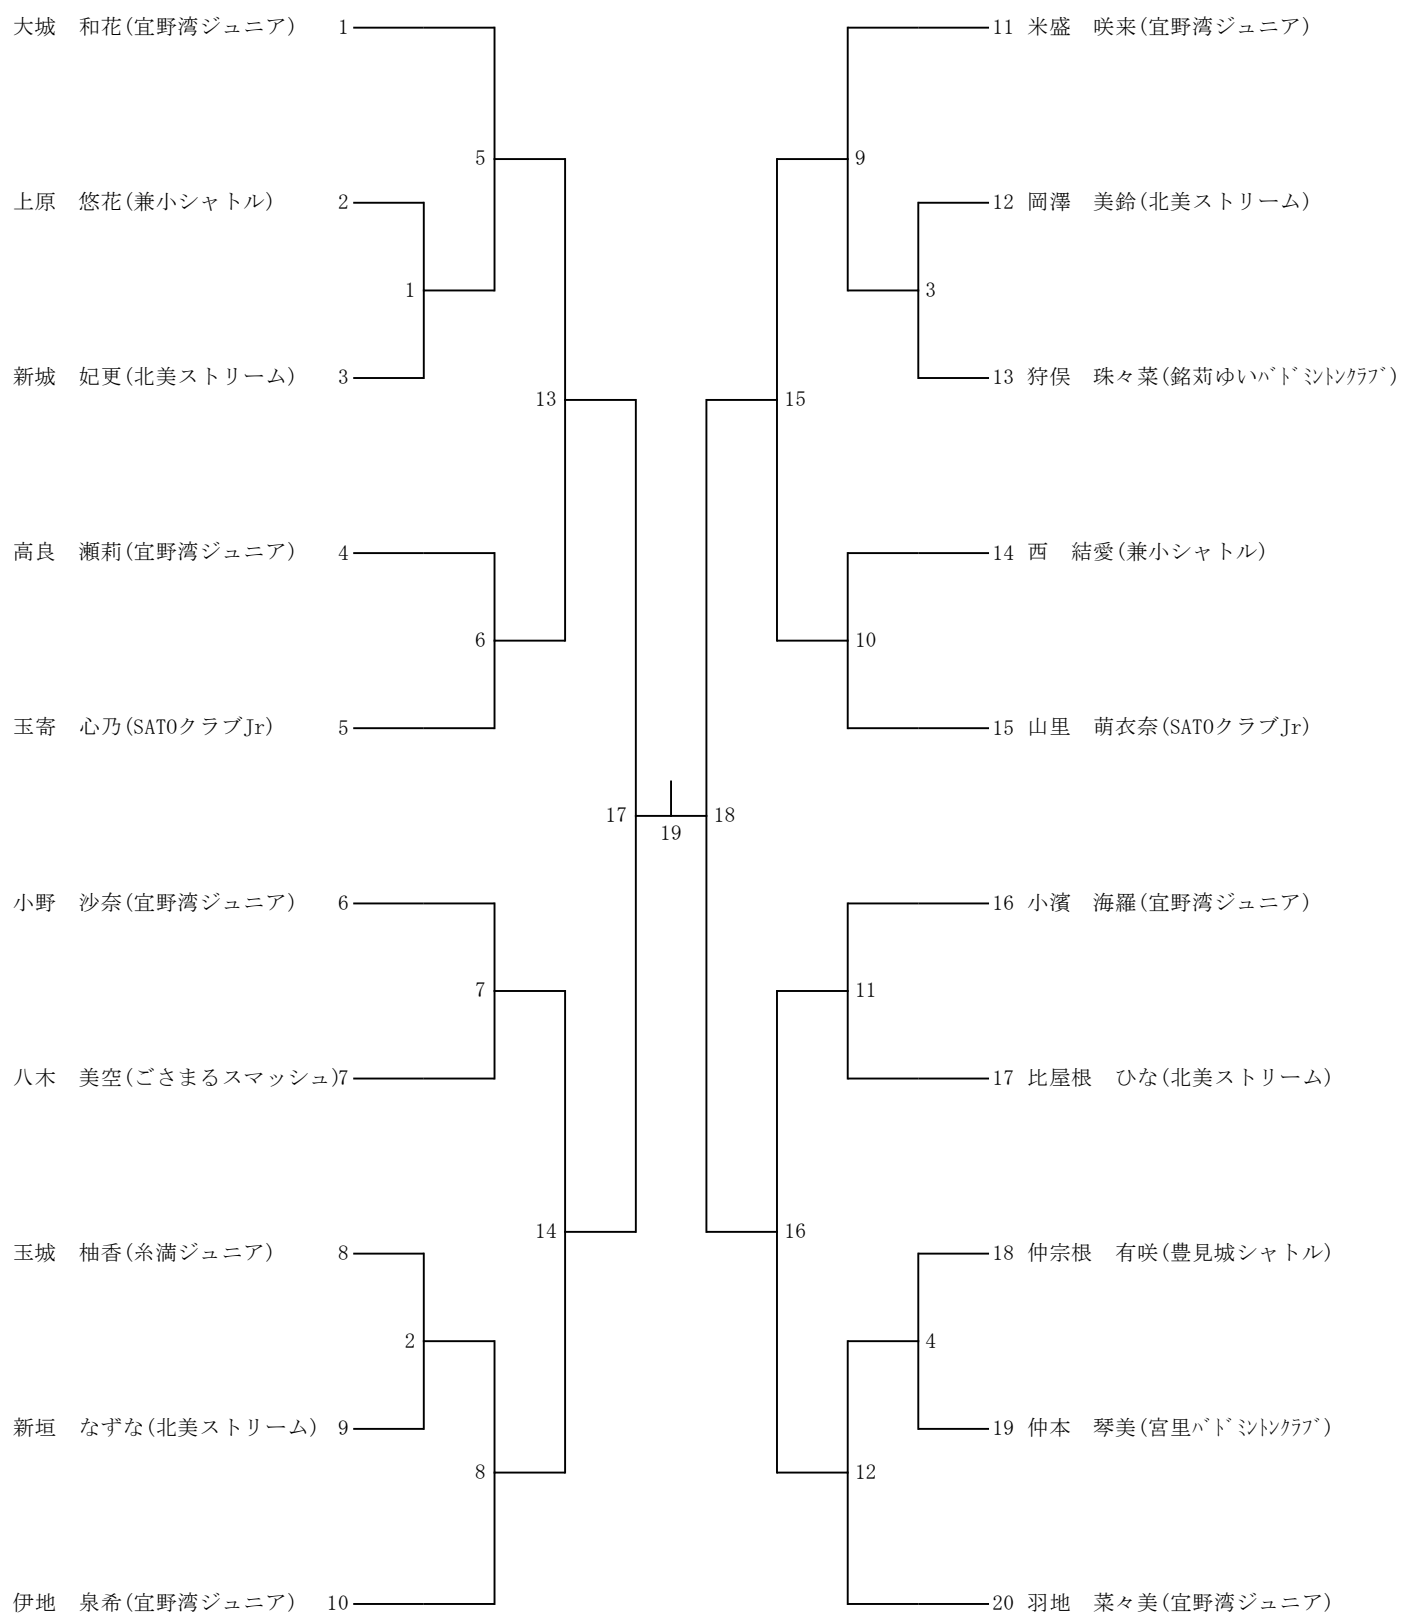 大城　和花(宜野湾ジュニア) 1
11 米盛　咲来(宜野湾ジュニア)
5
9
上原　悠花(兼小シャトル) 2
12 岡澤　美鈴(北美ストリーム)
1
3
新城　妃更(北美ストリーム) 3
13 狩俣　珠々菜(銘苅ゆいﾊﾞﾄﾞﾐﾝﾄﾝｸﾗﾌﾞ)
13
15
高良　瀬莉(宜野湾ジュニア) 4
14 西　結愛(兼小シャトル)
6
10
玉寄　心乃(SATOクラブJr) 5
15 山里　萌衣奈(SATOクラブJr)
17
18
19
小野　沙奈(宜野湾ジュニア) 6
16 小濱　海羅(宜野湾ジュニア)
7
11
八木　美空(ごさまるスマッシュ)7
17 比屋根　ひな(北美ストリーム)
14
16
玉城　柚香(糸満ジュニア) 8
18 仲宗根　有咲(豊見城シャトル)
2
4
新垣　なずな(北美ストリーム) 9
19 仲本　琴美(宮里ﾊﾞﾄﾞﾐﾝﾄﾝｸﾗﾌﾞ)
8
12
伊地　泉希(宜野湾ジュニア) 10
20 羽地　菜々美(宜野湾ジュニア)